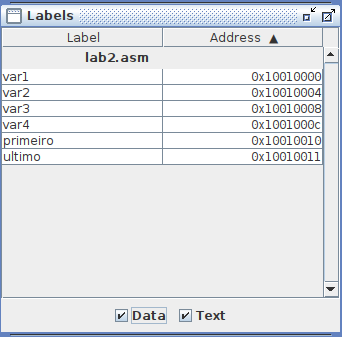 Labels
Label Address ▲
lab2.asm
var1 0x10010000
var2 0x10010004
var3 0x10010008
var4 0x1001000c
primeiro 0x10010010
ultimo 0x10010011
Data Text